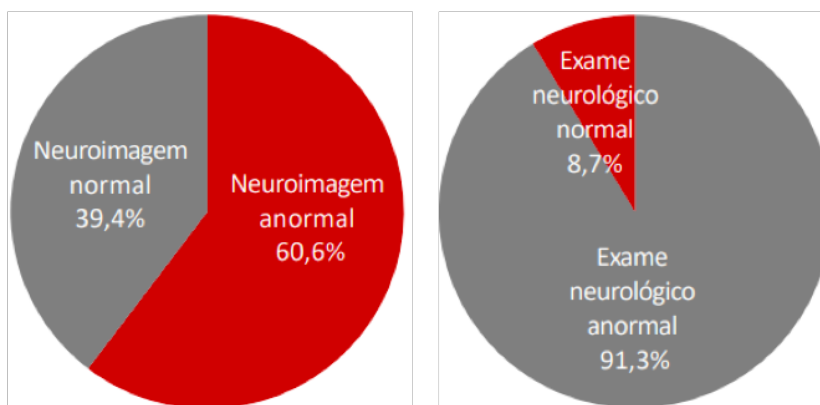 Neuroimagem
normal
39,4%
Neuroimagem
anormal
60,6%
Exame
neurológico
normal
8,7%
Exame
neurológico
anormal
91,3%